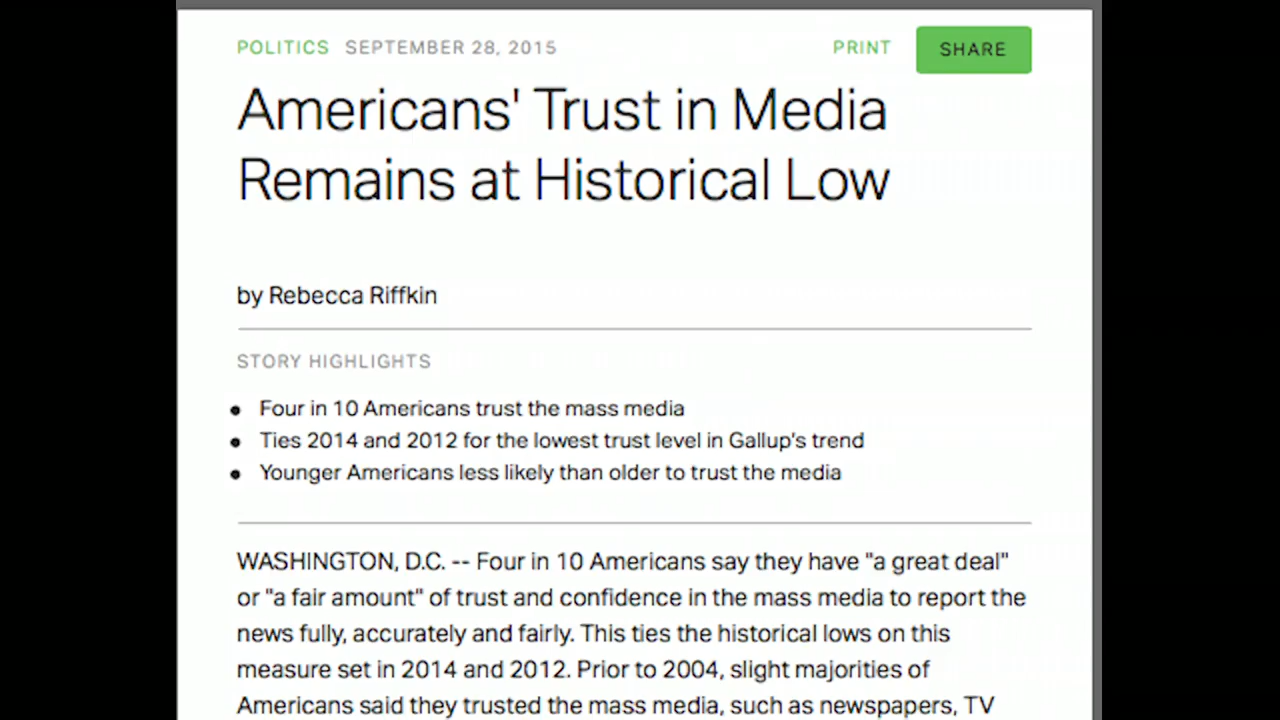 POLITICS SEPTEMBER 28, 2015 PRINT SHARE
Americans' Trust in Media
Remains at Historical Low
by Rebecca Riffkin
STORY HIGHLIGHTS
• Four in 10 Americans trust the mass media
• Ties 2014 and 2012 for the lowest trust level in Gallup's trend
• Younger Americans less likely than older to trust the media
WASHINGTON, D.C. -- Four in 10 Americans say they have "a great deal"
or "a fair amount" of trust and confidence in the mass media to report the
news fully, accurately and fairly. This ties the historical lows on this
measure set in 2014 and 2012. Prior to 2004, slight majorities of
Americans said they trusted the mass media, such as newspapers, TV